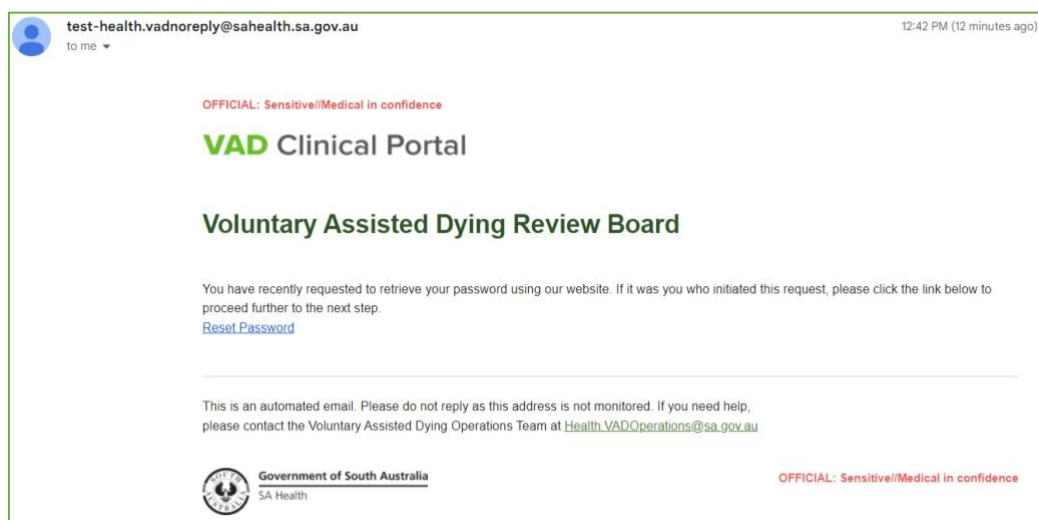 test-health.vadnoreply@sahealth.sa.gov.au
12:42 PM (12 minutes ago)
to me
OFFICIAL: Sensitive//Medical in confidence
VAD Clinical Portal
Voluntary Assisted Dying Review Board
You have recently requested to retrieve your password using our website. If it was you who initiated this request, please click the link below to
proceed further to the next step.
Reset Password
This is an automated email. Please do not reply as this address is not monitored. If you need help,
please contact the Voluntary Assisted Dying Operations Team at Health.VADOperations@sa.gov.au
Government of South Australia
SA Health
OFFICIAL: Sensitive//Medical in confidence
SOUTH
AUSTRALIA